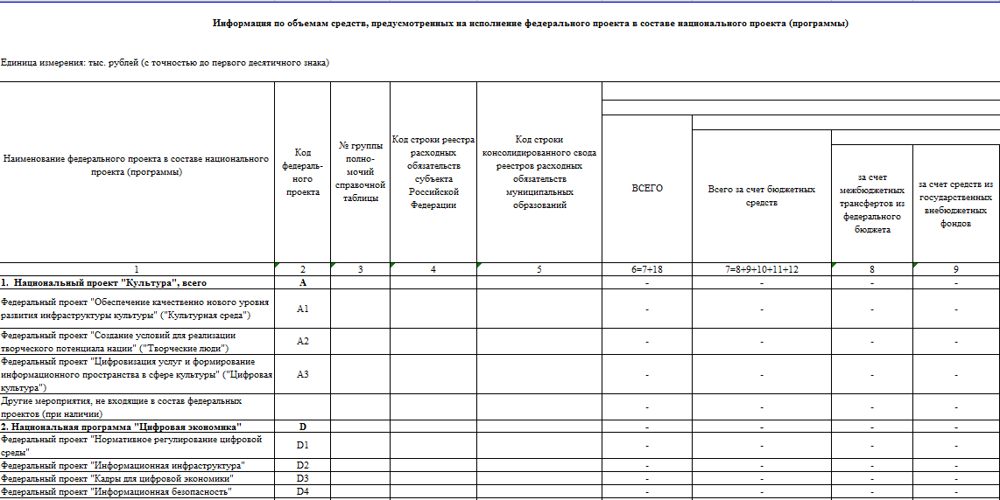 Информация по объемам средств, предусмотренных на исполнение федерального проекта в составе национального проекта (программы)
Единица измерения: тыс. рублей (с точностью до первого десятичного знака)
Наименование федерального проекта в составе национального
проекта (программы)
Код
федераль-
ного
проекта
№ группы
полно-
мочий
справочной
таблицы
Код строки реестра
расходных
обязательств
субъекта
Российской
Федерации
Код строки
консолидированного свода
реестров расходных
обязательств
муниципальных
образований
ВСЕГО
Всего за счет бюджетных
средств
за счет
межбюджетных
трансфертов из
федерального
бюджета
за счет средств из
государственных
внебюджетных
фондов
1 2 3 4 5 6=7+18 7=8+9+10+11+12 8 9
1. Национальный проект "Культура", всего A - - - -
Федеральный проект "Обеспечение качественно нового уровня
развития инфраструктуры культуры" ("Культурная среда") A1 - - - -
Федеральный проект "Создание условий для реализации
творческого потенциала нации" ("Творческие люди") A2 - - - -
Федеральный проект "Цифровизация услуг и формирование
информационного пространства в сфере культуры" ("Цифровая
культура") A3 - - - -
Другие мероприятия, не входящие в состав федеральных
проектов (при наличии) - - - -
2. Национальная программа "Цифровая экономика" D - - - -
Федеральный проект "Нормативное регулирование цифровой
среды" D1 - - - -
Федеральный проект "Информационная инфраструктура" D2 - - - -
Федеральный проект "Кадры для цифровой экономики" D3 - - - -
Федеральный проект "Информационная безопасность" D4 - - - -